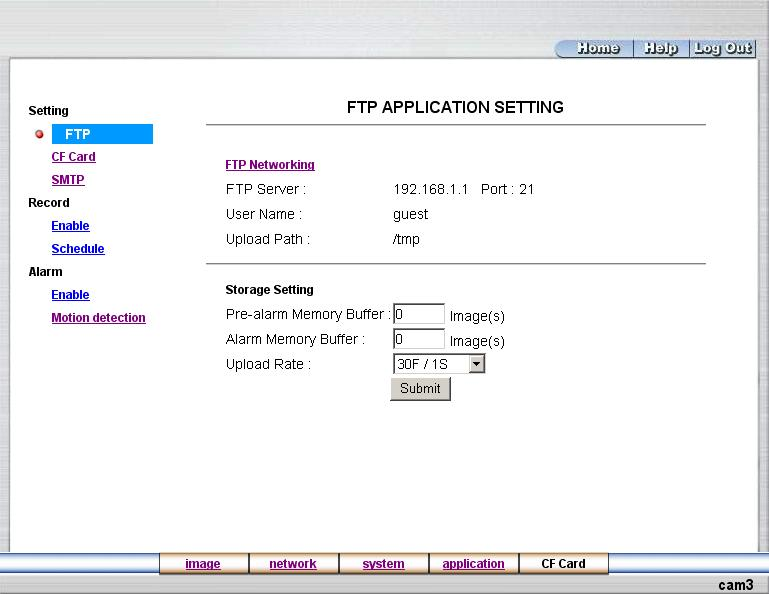 Home Help Log Out
Setting
FTP
CF Card
SMTP
Record
Enable
Schedule
Alarm
Enable
Motion detection
FTP APPLICATION SETTING
FTP Networking
FTP Server : 192.168.1.1 Port : 21
User Name : guest
Upload Path : /tmp
Storage Setting
Pre-alarm Memory Buffer : 0 Image(s)
Alarm Memory Buffer : 0 Image(s)
Upload Rate : 30F / 1S
Submit
image network system application CF Card
cam3